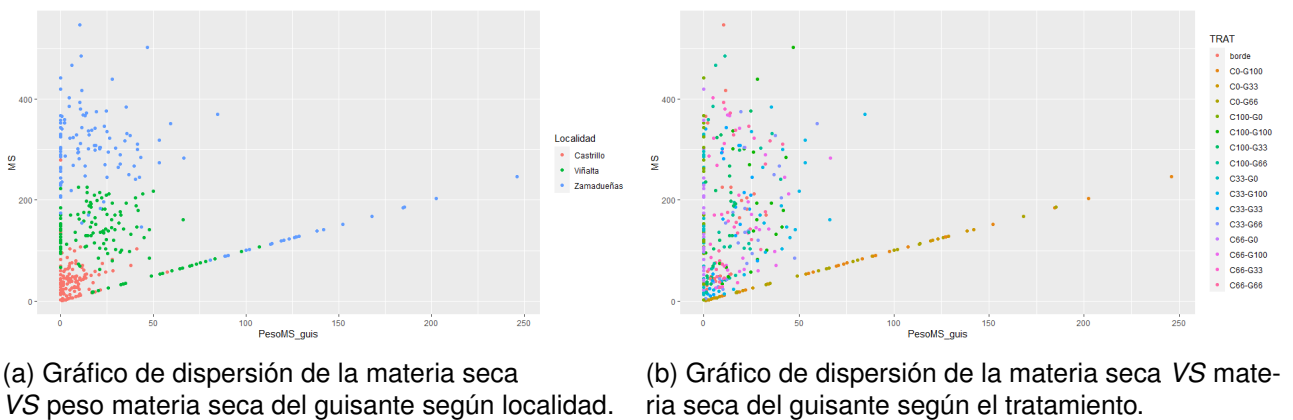 MS
400
200
0
0
50
100
150
200
250
PesoMS_guis
Localidad
Castrillo
Viñalta
Zamadueñas
MS
400
200
0
0
50
100
150
200
250
PesoMS_guis
TRAT
borde
C0-G100
C0-G33
C0-G66
C100-G0
C100-G100
C100-G33
C100-G66
C33-G0
C33-G100
C33-G33
C33-G66
C66-G0
C66-G100
C66-G33
C66-G66
(a) Gráfico de dispersión de la materia seca
VS peso materia seca del guisante según localidad.
(b) Gráfico de dispersión de la materia seca VS mate-
ria seca del guisante según el tratamiento.